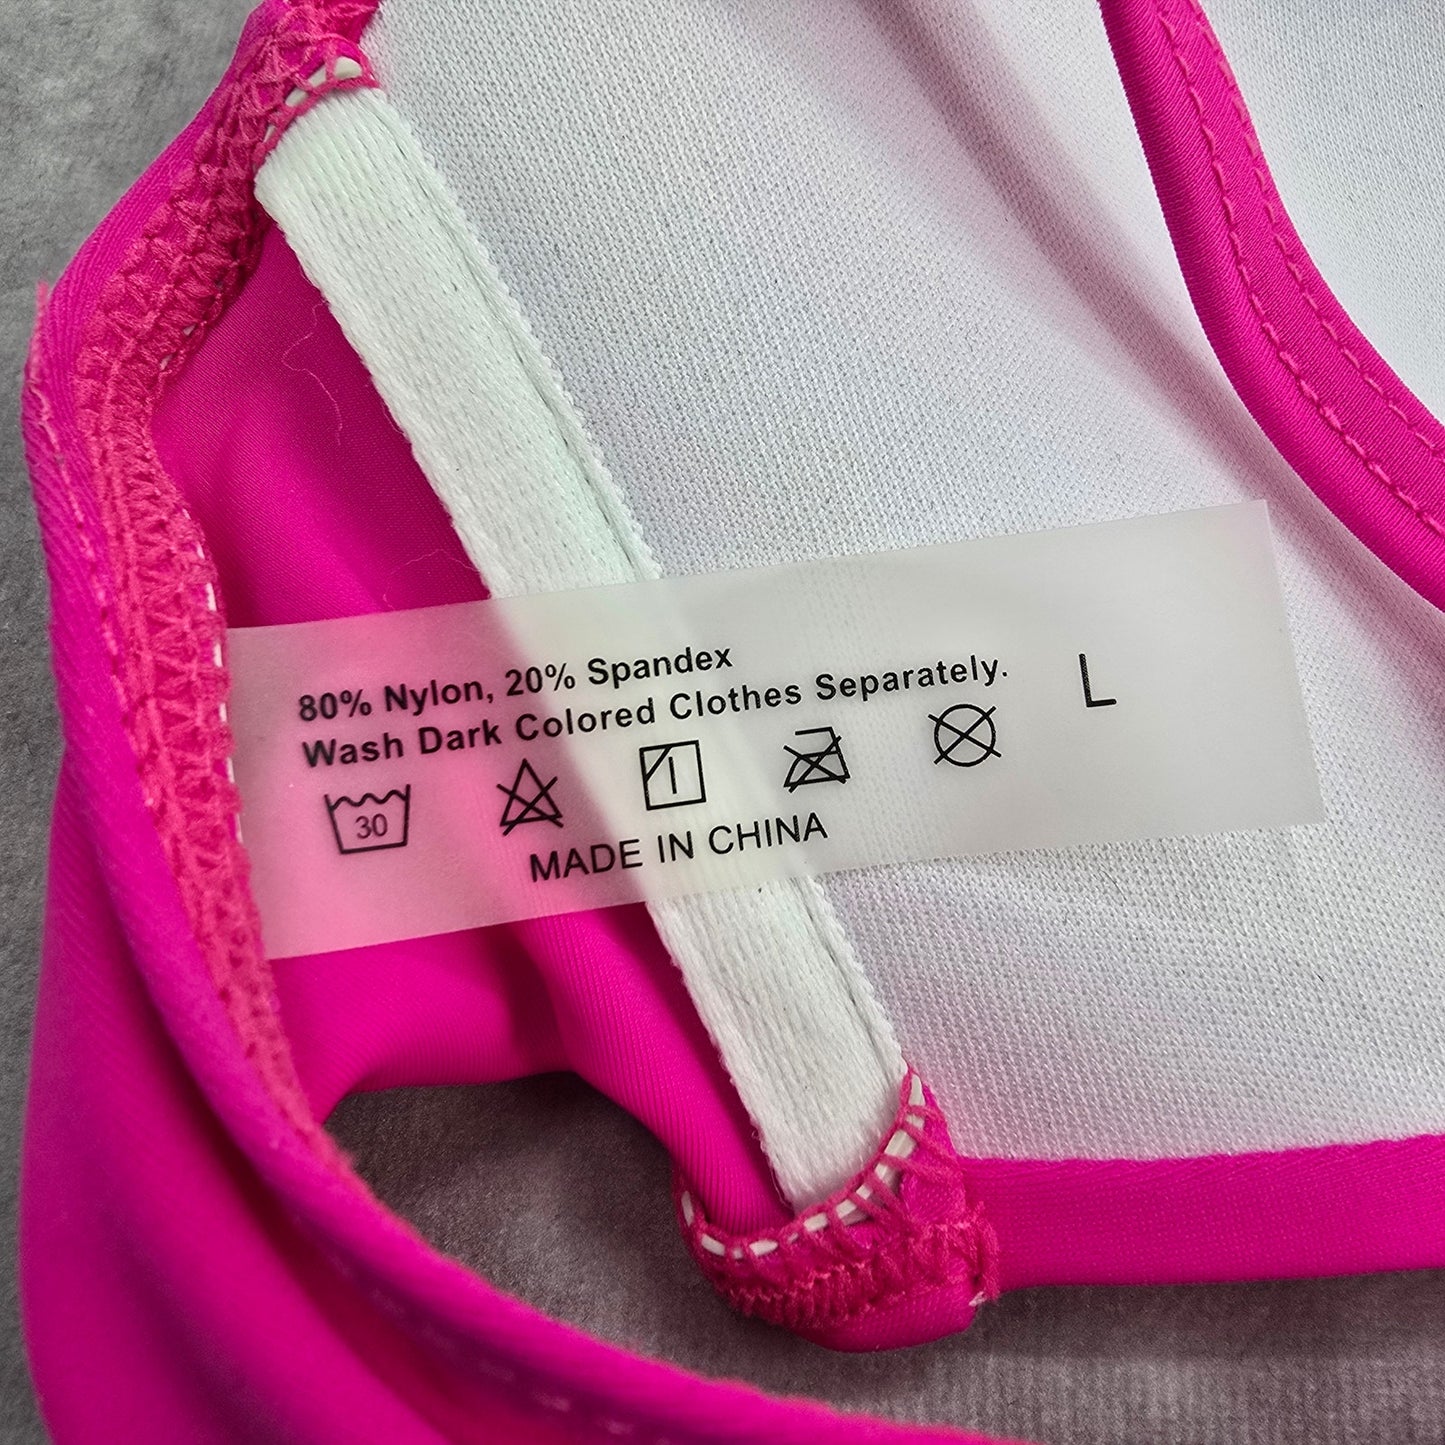 80% Nylon, 20% Spandex
Wash Dark Colored Clothes Separately.
L
30
MADE IN CHINA